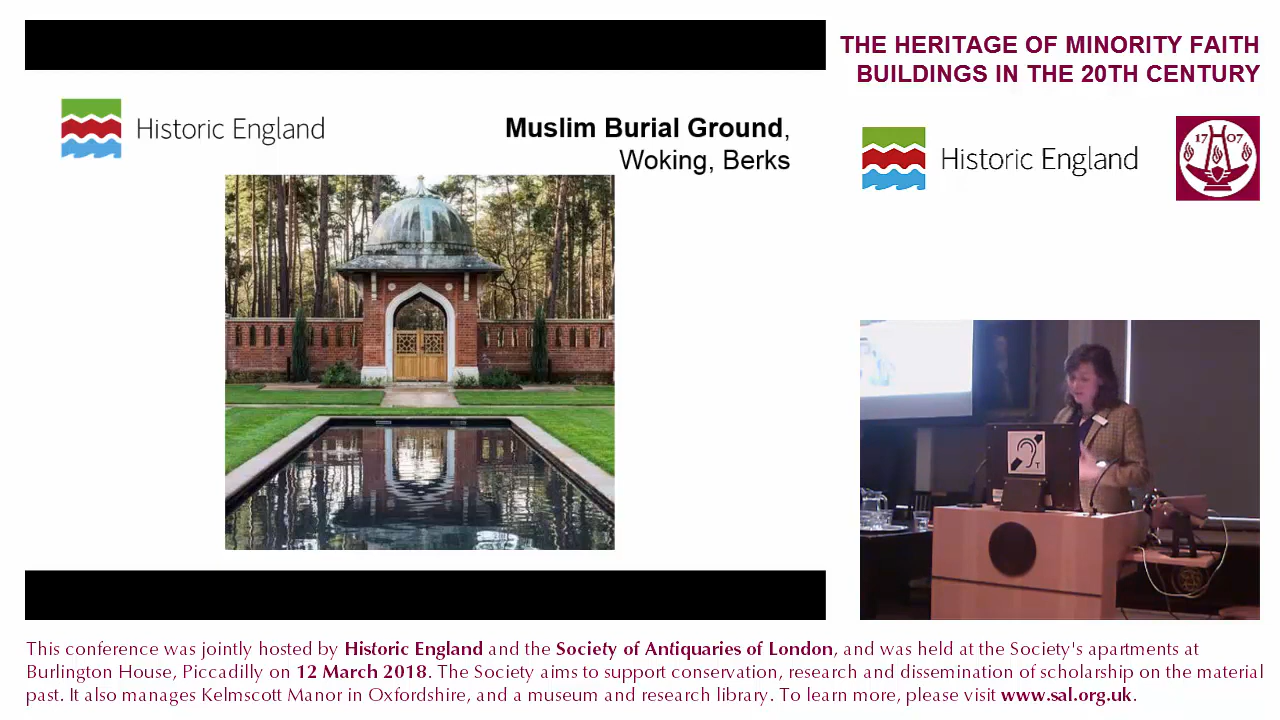 THE HERITAGE OF MINORITY FAITH
BUILDINGS IN THE 20TH CENTURY
Historic England
Muslim Burial Ground,
Woking, Berks
Historic England
17 07
T
This conference was jointly hosted by Historic England and the Society of Antiquaries of London, and was held at the Society's apartments at
Burlington House, Piccadilly on 12 March 2018. The Society aims to support conservation, research and dissemination of scholarship on the material
past. It also manages Kelmscott Manor in Oxfordshire, and a museum and research library. To learn more, please visit www.sal.org.uk.